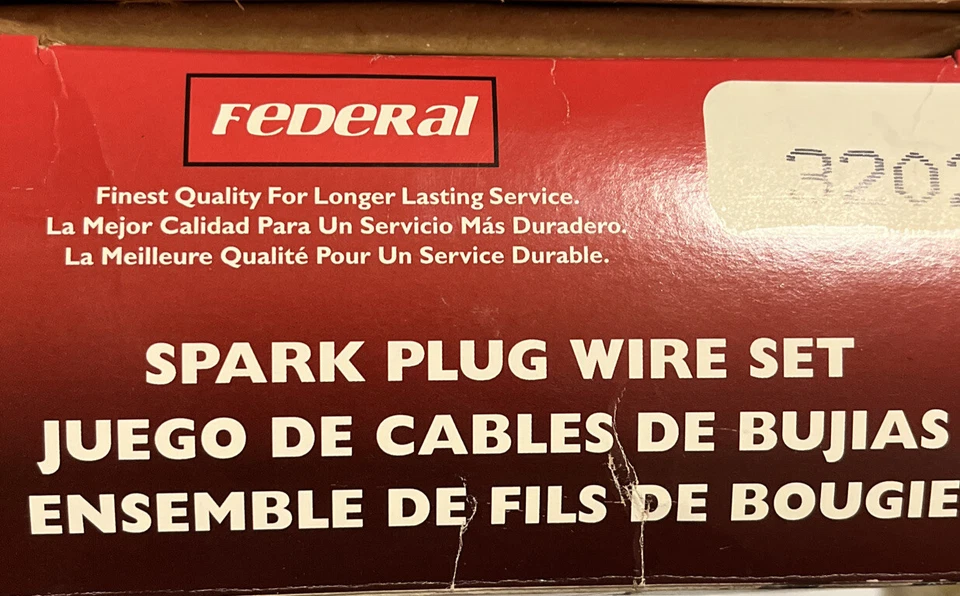 FEDERAL
Finest Quality For Longer Lasting Service.
La Mejor Calidad Para Un Servicio Más Duradero.
La Meilleure Qualité Pour Un Service Durable.
SPARK PLUG WIRE SET
JUEGO DE CABLES DE BUJIAS
ENSEMBLE DE FILS DE BOUGIE